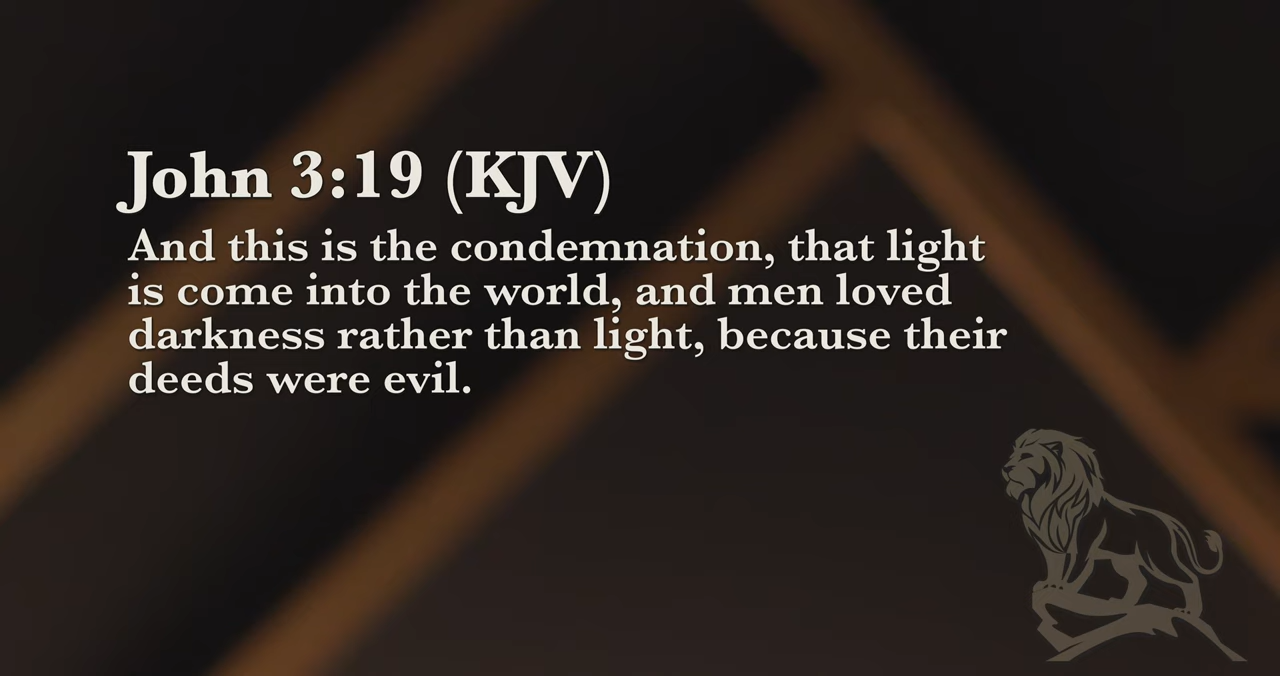 John 3:19 (KJV)
And this is the condemnation, that light
is come into the world, and men loved
darkness rather than light, because their
deeds were evil.